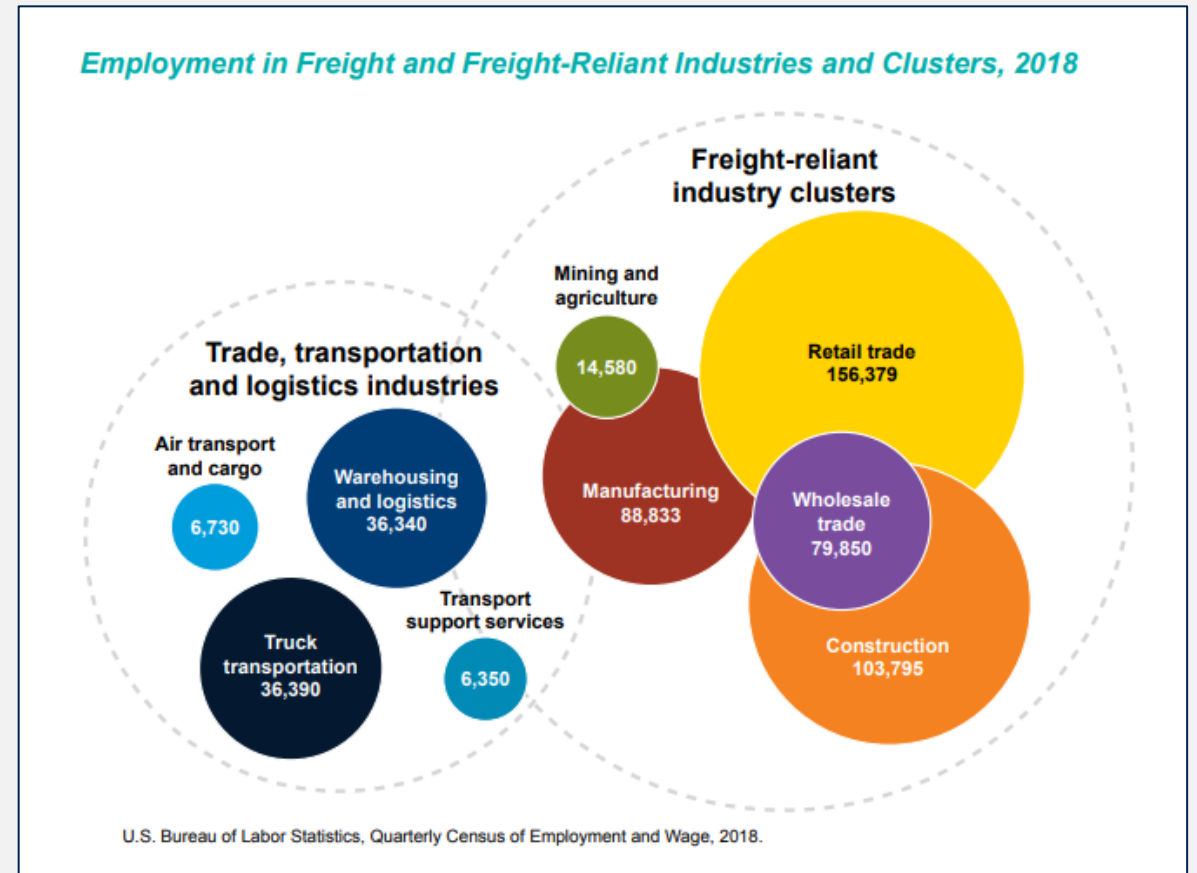 Employment in Freight and Freight-Reliant Industries and Clusters, 2018
Freight-reliant
industry clusters
Mining and
agriculture
14,580
Retail trade
156,379
Manufacturing
88,833
Wholesale
trade
79,850
Construction
103,795
Trade, transportation
and logistics industries
Air transport
and cargo
6,730
Warehousing
and logistics
36,340
Truck
transportation
36,390
Transport
support services
6,350
U.S. Bureau of Labor Statistics, Quarterly Census of Employment and Wage, 2018.